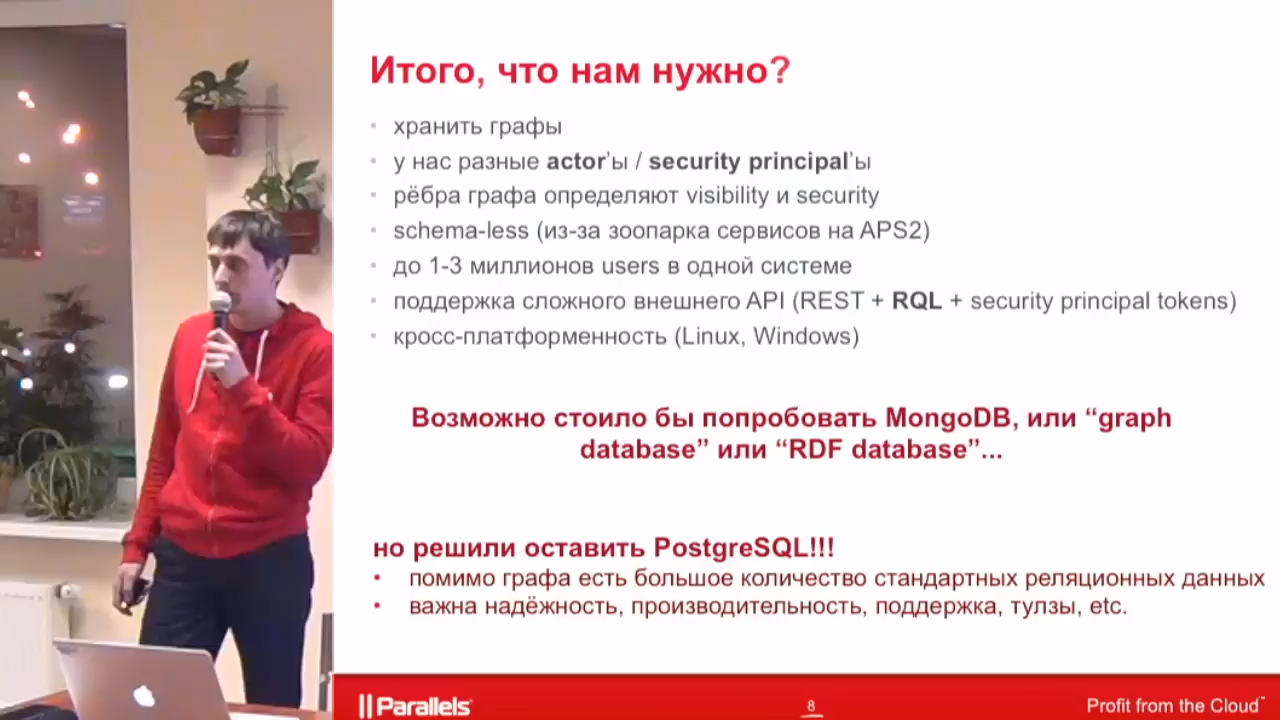 Итого, что нам нужно?
хранить графы
у нас разные actor'ы / security principal'ы
рёбра графа определяют visibility и security
schema-less (из-за зоопарка сервисов на APS2)
до 1-3 миллионов users в одной системе
поддержка сложного внешнего API (REST + RQL + security principal tokens)
кросс-платформенность (Linux, Windows)
Возможно стоило бы попробовать MongoDB, или “graph
database” или “RDF database”...
но решили оставить PostgreSQL!!!
помимо графа есть большое количество стандартных реляционных данных
важна надёжность, производительность, поддержка, тулзы, etc.
Parallels
8
Profit from the Cloud™